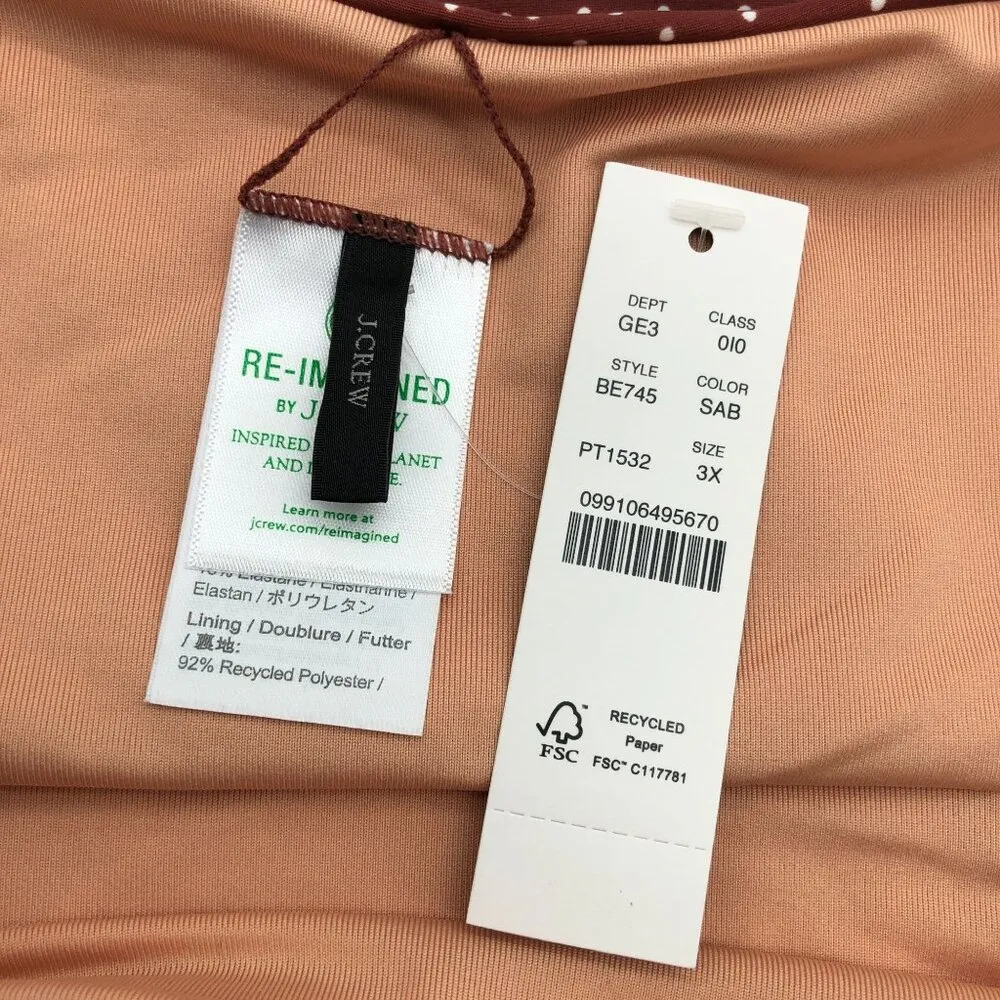 J.CREW
RE-IM NED
BY J W
INSPIRED LANET
AND I E.
Learn more at
jcrew.com/reimagined
Elastane / Elasthanne /
Elastan / ポリウレタン
Lining / Doublure / Futter
/ 裏地:
92% Recycled Polyester /
DEPT CLASS
GE3 0I0
STYLE COLOR
BE745 SAB
SIZE
PT1532 3X
099106495670
FSC
RECYCLED
Paper
FSC™ C117781